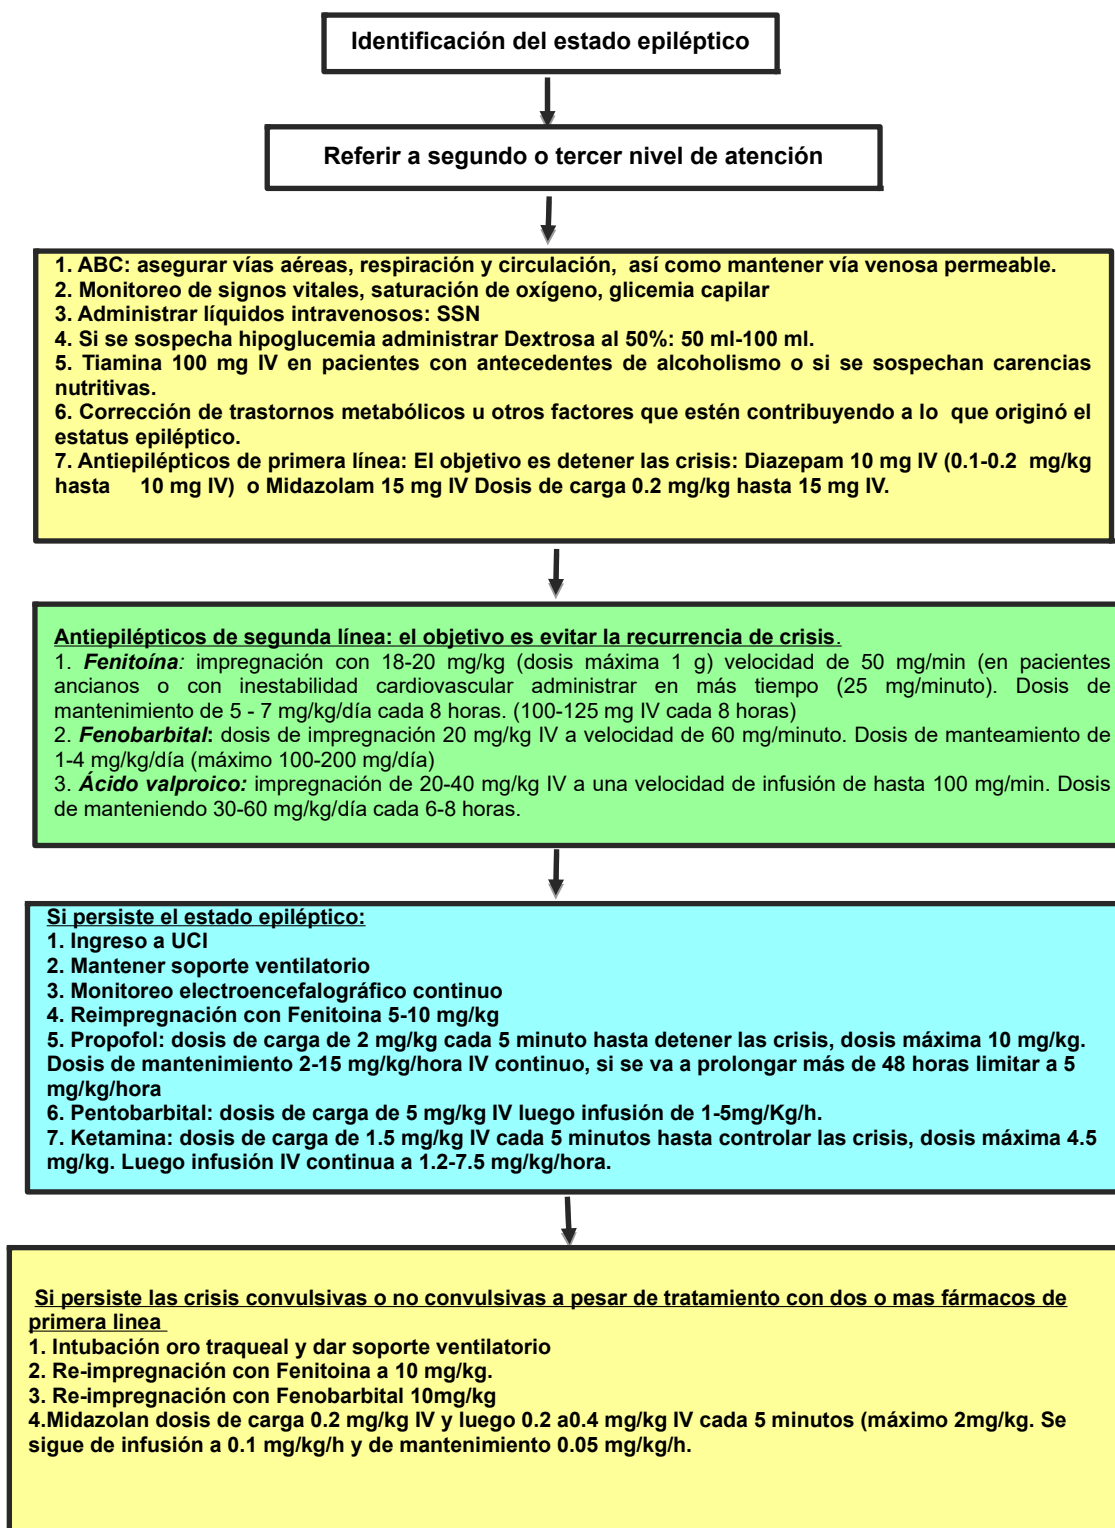 Identificación del estado epiléptico
Referir a segundo o tercer nivel de atención
1. ABC: asegurar vías aéreas, respiración y circulación, así como mantener vía venosa permeable.
2. Monitoreo de signos vitales, saturación de oxígeno, glicemia capilar
3. Administrar líquidos intravenosos: SSN
4. Si se sospecha hipoglucemia administrar Dextrosa al 50%: 50 ml-100 ml.
5. Tiamina 100 mg IV en pacientes con antecedentes de alcoholismo o si se sospechan carencias
nutritivas.
6. Corrección de trastornos metabólicos u otros factores que estén contribuyendo a lo que originó el
estatus epiléptico.
7. Antiepilépticos de primera línea: El objetivo es detener las crisis: Diazepam 10 mg IV (0.1-0.2 mg/kg
hasta 10 mg IV) o Midazolam 15 mg IV Dosis de carga 0.2 mg/kg hasta 15 mg IV.
Antiepilépticos de segunda línea: el objetivo es evitar la recurrencia de crisis.
1. Fenitoína: impregnación con 18-20 mg/kg (dosis máxima 1 g) velocidad de 50 mg/min (en pacientes
ancianos o con inestabilidad cardiovascular administrar en más tiempo (25 mg/minuto). Dosis de
mantenimiento de 5 - 7 mg/kg/día cada 8 horas. (100-125 mg IV cada 8 horas)
2. Fenobarbital: dosis de impregnación 20 mg/kg IV a velocidad de 60 mg/minuto. Dosis de manteamiento de
1-4 mg/kg/día (máximo 100-200 mg/día)
3. Ácido valproico: impregnación de 20-40 mg/kg IV a una velocidad de infusión de hasta 100 mg/min. Dosis
de manteniendo 30-60 mg/kg/día cada 6-8 horas.
Si persiste el estado epiléptico:
1. Ingreso a UCI
2. Mantener soporte ventilatorio
3. Monitoreo electroencefalográfico continuo
4. Reimpregnación con Fenitoina 5-10 mg/kg
5. Propofol: dosis de carga de 2 mg/kg cada 5 minuto hasta detener las crisis, dosis máxima 10 mg/kg.
Dosis de mantenimiento 2-15 mg/kg/hora IV continuo, si se va a prolongar más de 48 horas limitar a 5
mg/kg/hora
6. Pentobarbital: dosis de carga de 5 mg/kg IV luego infusión de 1-5mg/Kg/h.
7. Ketamina: dosis de carga de 1.5 mg/kg IV cada 5 minutos hasta controlar las crisis, dosis máxima 4.5
mg/kg. Luego infusión IV continua a 1.2-7.5 mg/kg/hora.
Si persiste las crisis convulsivas o no convulsivas a pesar de tratamiento con dos o mas fármacos de
primera linea
1. Intubación oro traqueal y dar soporte ventilatorio
2. Re-impregnación con Fenitoina a 10 mg/kg.
3. Re-impregnación con Fenobarbital 10mg/kg
4.Midazolan dosis de carga 0.2 mg/kg IV y luego 0.2 a0.4 mg/kg IV cada 5 minutos (máximo 2mg/kg. Se
sigue de infusión a 0.1 mg/kg/h y de mantenimiento 0.05 mg/kg/h.